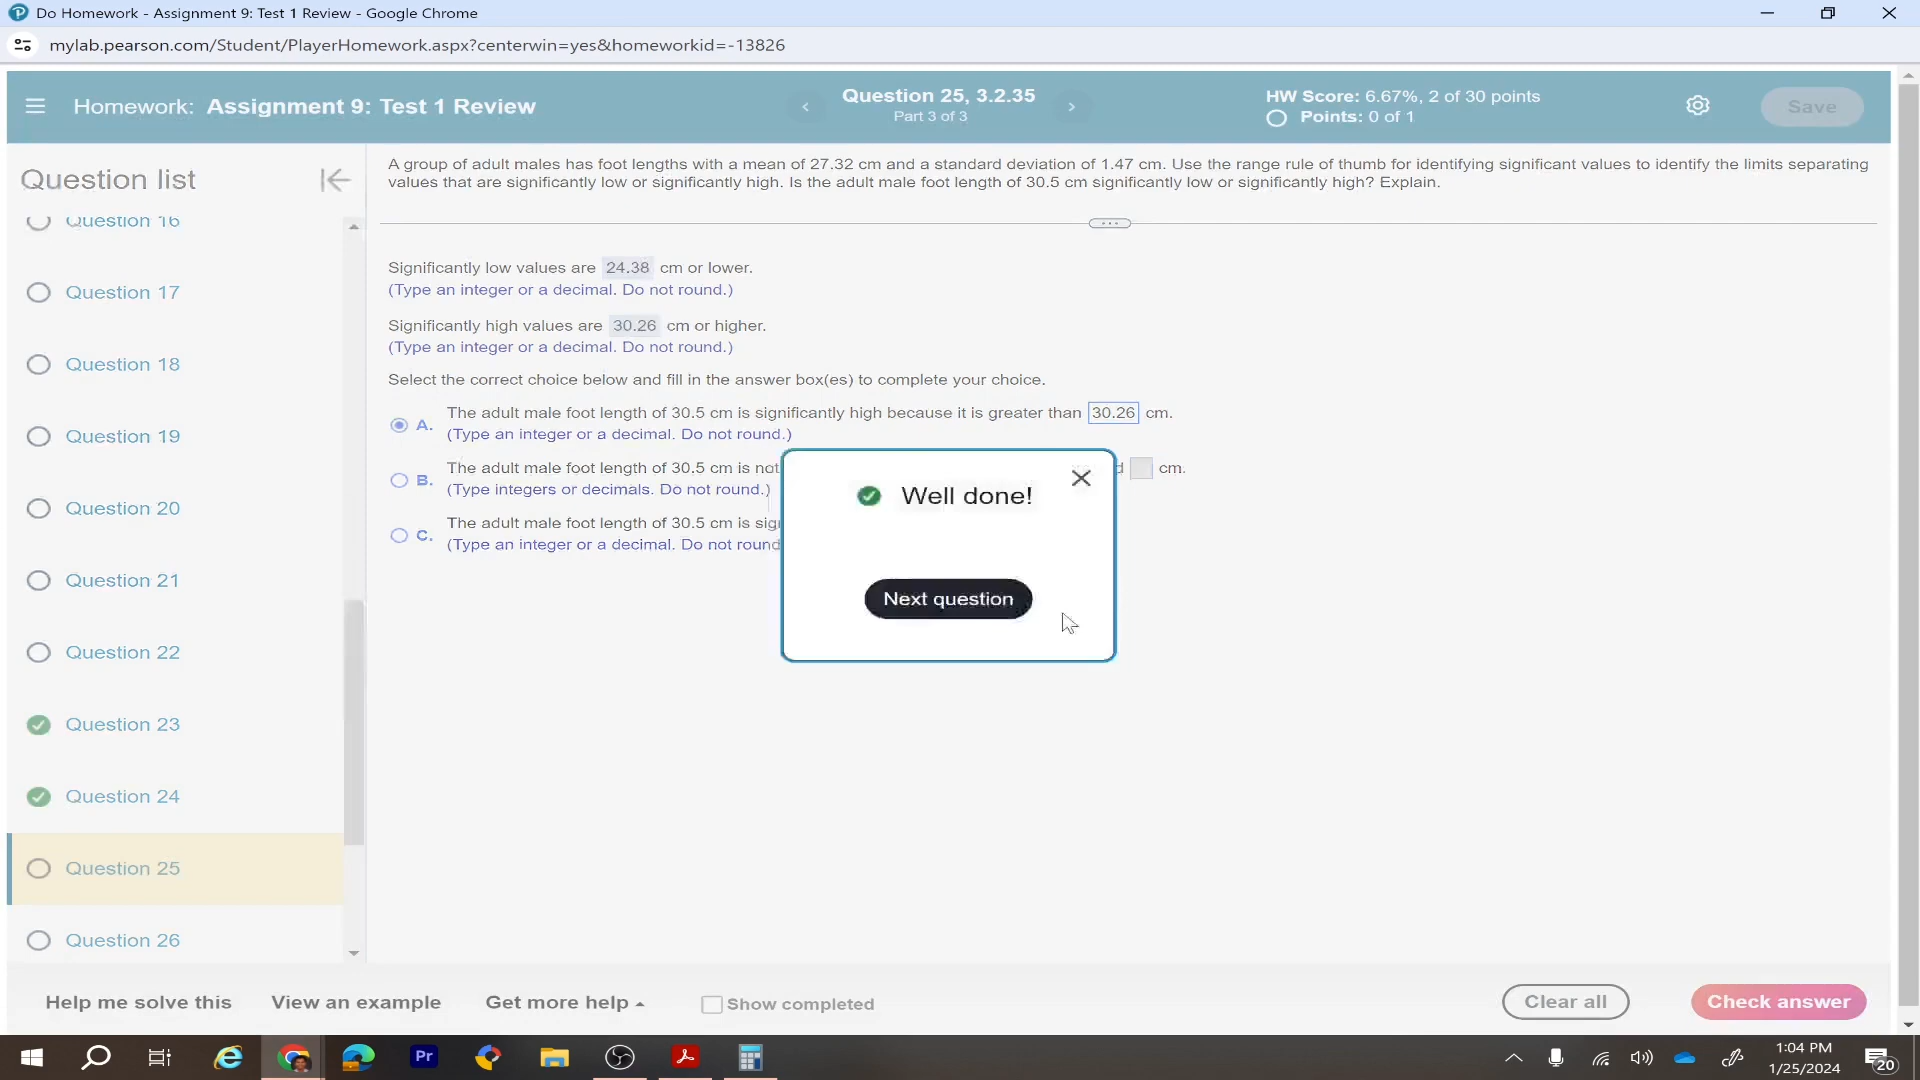 Do Homework - Assignment 9: Test 1 Review - Google Chrome
mylab.pearson.com/Student/PlayerHomework.aspx?centerwin=yes&homeworkid=-13826
Homework: Assignment 9: Test 1 Review
Question 25, 3.2.35
Part 3 of 3
HW Score: 6.67%, 2 of 30 points
Points: 0 of 1
Save
Question list
Question 16
Question 17
Question 18
Question 19
Question 20
Question 21
Question 22
Question 23
Question 24
Question 25
Question 26
A group of adult males has foot lengths with a mean of 27.32 cm and a standard deviation of 1.47 cm. Use the range rule of thumb for identifying significant values to identify the limits separating
values that are significantly low or significantly high. Is the adult male foot length of 30.5 cm significantly low or significantly high? Explain.
Significantly low values are 24.38 cm or lower.
(Type an integer or a decimal. Do not round.)
Significantly high values are 30.26 cm or higher.
(Type an integer or a decimal. Do not round.)
Select the correct choice below and fill in the answer box(es) to complete your choice.
A. The adult male foot length of 30.5 cm is significantly high because it is greater than 30.26 cm.
(Type an integer or a decimal. Do not round.)
B. The adult male foot length of 30.5 cm is not cm.
(Type integers or decimals. Do not round.)
C. The adult male foot length of 30.5 cm is
(Type an integer or a decimal. Do not round
Well done!
Next question
Help me solve this
View an example
Get more help
Show completed
Clear all
Check answer
Pr
1:04 PM
1/25/2024
20